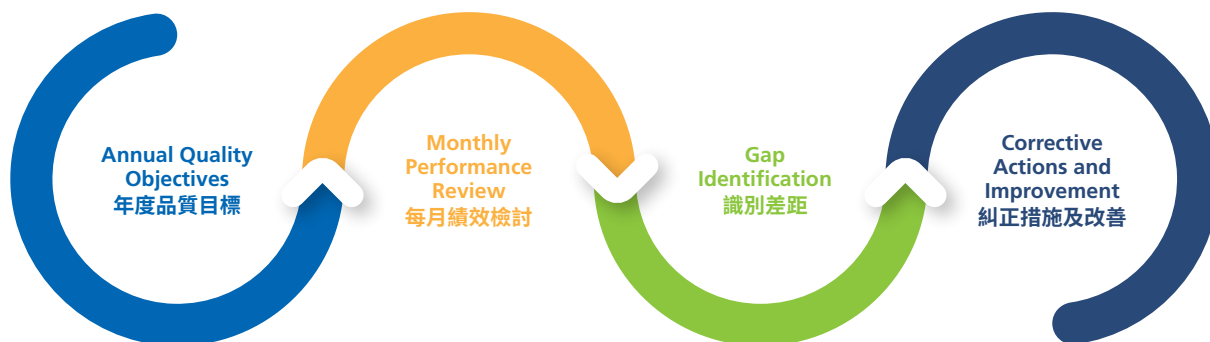 Annual Quality
Objectives
年度品質目標
Monthly
Performance
Review
每月績效檢討
Gap
Identification
識別差距
Corrective
Actions and
Improvement
糾正措施及改善